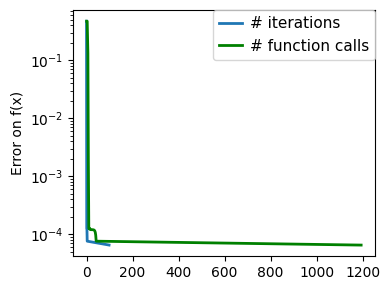 # iterations
# function calls
Error on f(x)
10⁻¹
10⁻²
10⁻³
10⁻⁴
0 200 400 600 800 1000 1200